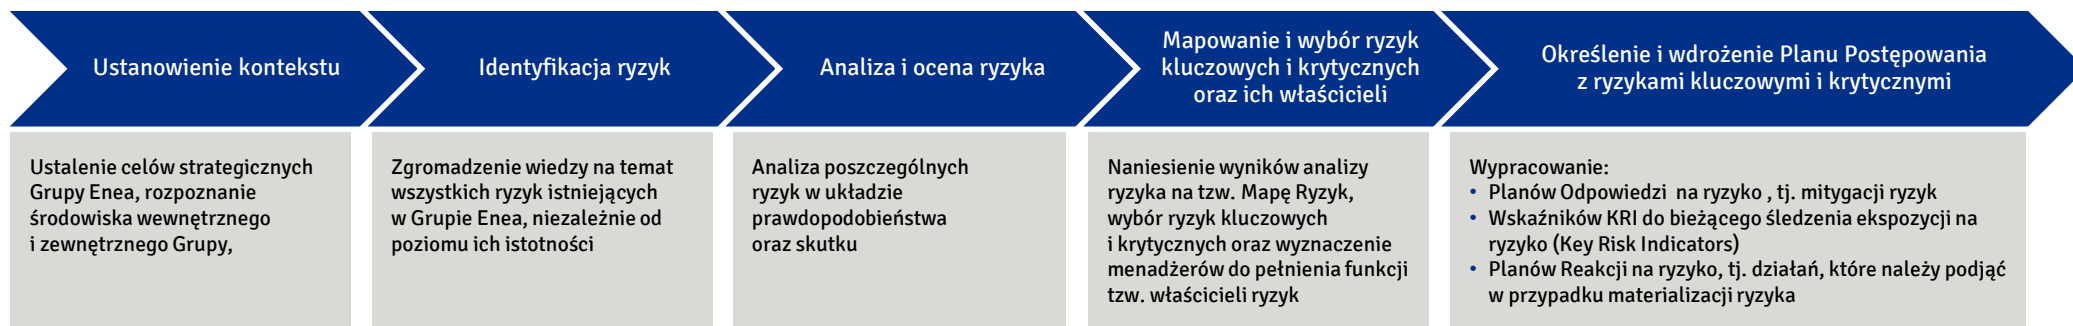 Ustanowienie kontekstu
Identyfikacja ryzyk
Analiza i ocena ryzyka
Mapowanie i wybór ryzyk
kluczowych i krytycznych
oraz ich właścicieli
Określenie i wdrożenie Planu Postępowania
z ryzykami kluczowymi i krytycznymi
Ustalenie celów strategicznych
Grupy Enea, rozpoznanie
środowiska wewnętrznego
i zewnętrznego Grupy,
Zgromadzenie wiedzy na temat
wszystkich ryzyk istniejących
w Grupie Enea, niezależnie od
poziomu ich istotności
Analiza poszczególnych
ryzyk w układzie
prawdopodobieństwa
oraz skutku
Naniesienie wyników analizy
ryzyka na tzw. Mapę Ryzyk,
wybór ryzyk kluczowych
i krytycznych oraz wyznaczenie
menadżerów do pełnienia funkcji
tzw. właścicieli ryzyk
Wypracowanie:
• Planów Odpowiedzi na ryzyko , tj. mitygacji ryzyk
• Wskaźników KRI do bieżącego śledzenia ekspozycji na
ryzyko (Key Risk Indicators)
• Planów Reakcji na ryzyko, tj. działań, które należy podjąć
w przypadku materializacji ryzyka